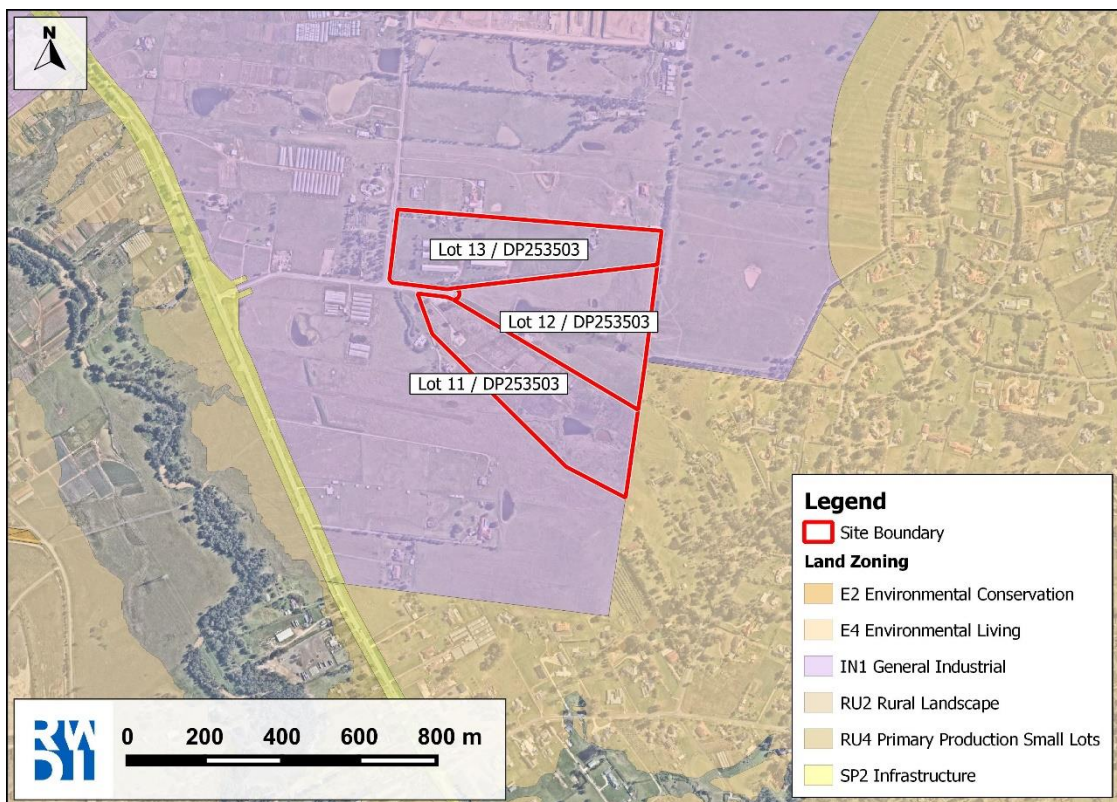 N
Lot 13 / DP253503
Lot 12 / DP253503
Lot 11 / DP253503
Legend
Site Boundary
Land Zoning
E2 Environmental Conservation
E4 Environmental Living
IN1 General Industrial
RU2 Rural Landscape
RU4 Primary Production Small Lots
SP2 Infrastructure
RWDI
0 200 400 600 800 m